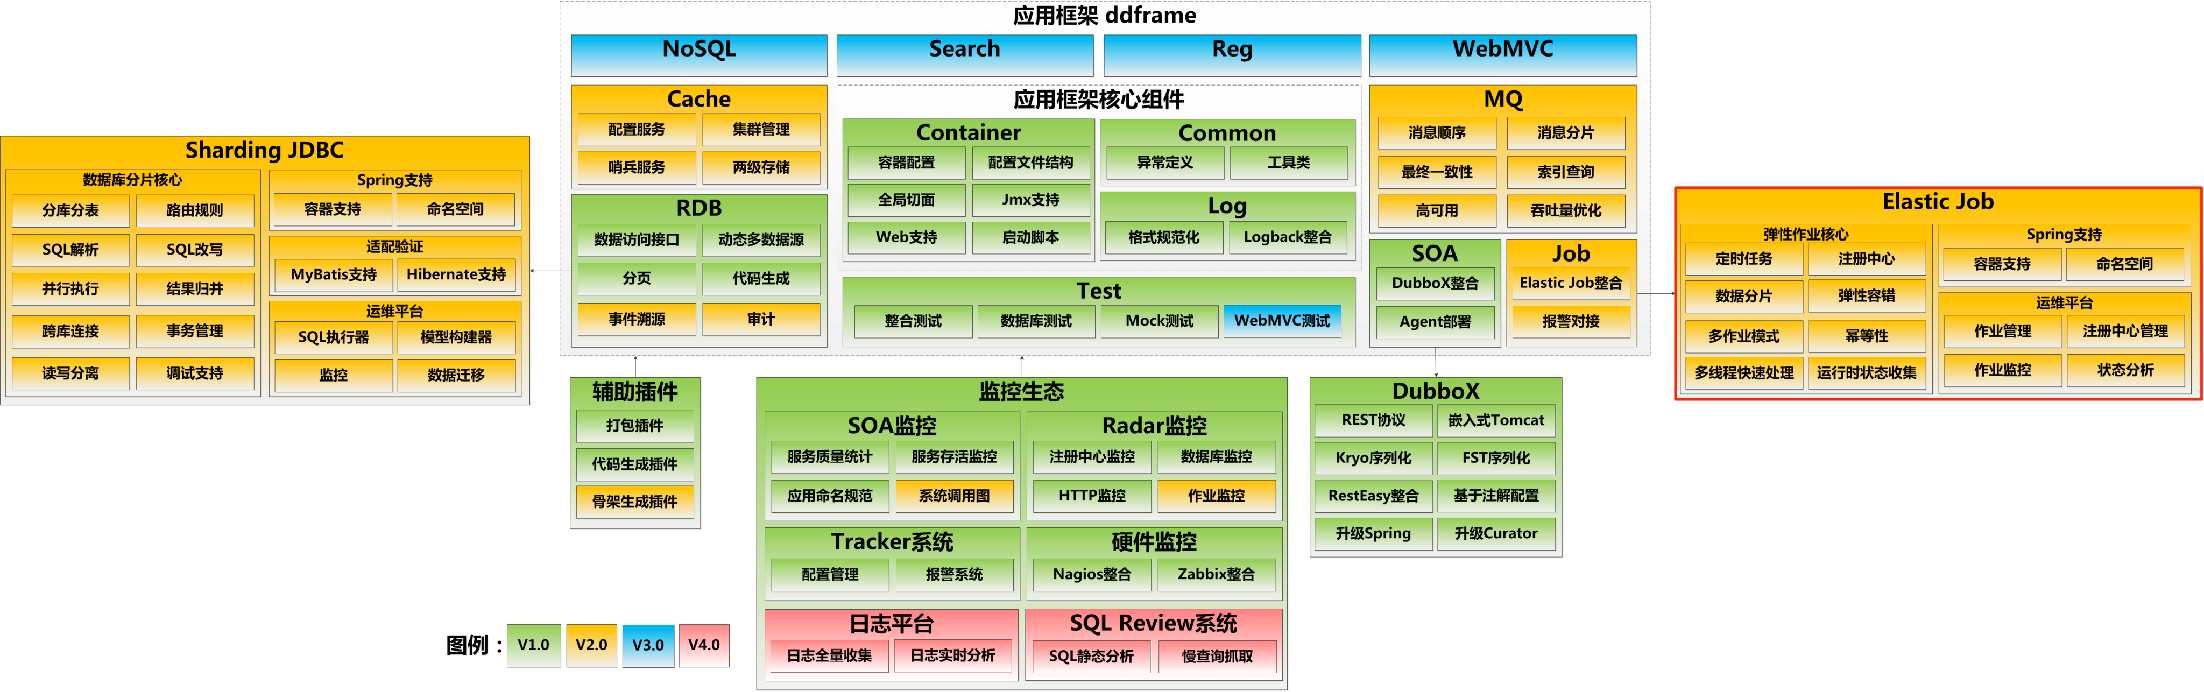 应用框架 ddframe
NoSQL
Search
Reg
WebMVC
Cache
配置服务
集群管理
哨兵服务
两级存储
RDB
数据访问接口
动态多数据源
分页
代码生成
事件溯源
审计
应用框架核心组件
Container
容器配置
配置文件结构
全局切面
Jmx支持
Web支持
启动脚本
Common
异常定义
工具类
Log
格式规范化
Logback整合
Test
整合测试
数据库测试
Mock测试
WebMVC测试
MQ
消息顺序
消息分片
最终一致性
索引查询
高可用
吞吐量优化
SOA
DubboX整合
Agent部署
Job
Elastic Job整合
报警对接
Sharding JDBC
数据库分片核心
分库分表
路由规则
SQL解析
SQL改写
并行执行
结果归并
跨库连接
事务管理
读写分离
调试支持
Spring支持
容器支持
命名空间
适配验证
MyBatis支持
Hibernate支持
运维平台
SQL执行器
模型构建器
监控
数据迁移
Elastic Job
弹性作业核心
定时任务
注册中心
数据分片
弹性容错
多作业模式
幂等性
多线程快速处理
运行时状态收集
Spring支持
容器支持
命名空间
运维平台
作业管理
注册中心管理
作业监控
状态分析
辅助插件
打包插件
代码生成插件
骨架生成插件
监控生态
SOA监控
服务质量统计
服务存活监控
应用命名规范
系统调用图
Radar监控
注册中心监控
数据库监控
HTTP监控
作业监控
Tracker系统
配置管理
报警系统
硬件监控
Nagios整合
Zabbix整合
日志平台
日志全量收集
日志实时分析
SQL Review系统
SQL静态分析
慢查询抓取
DubboX
REST协议
嵌入式Tomcat
Kryo序列化
FST序列化
RestEasy整合
基于注解配置
升级Spring
升级Curator
图例：
V1.0
V2.0
V3.0
V4.0